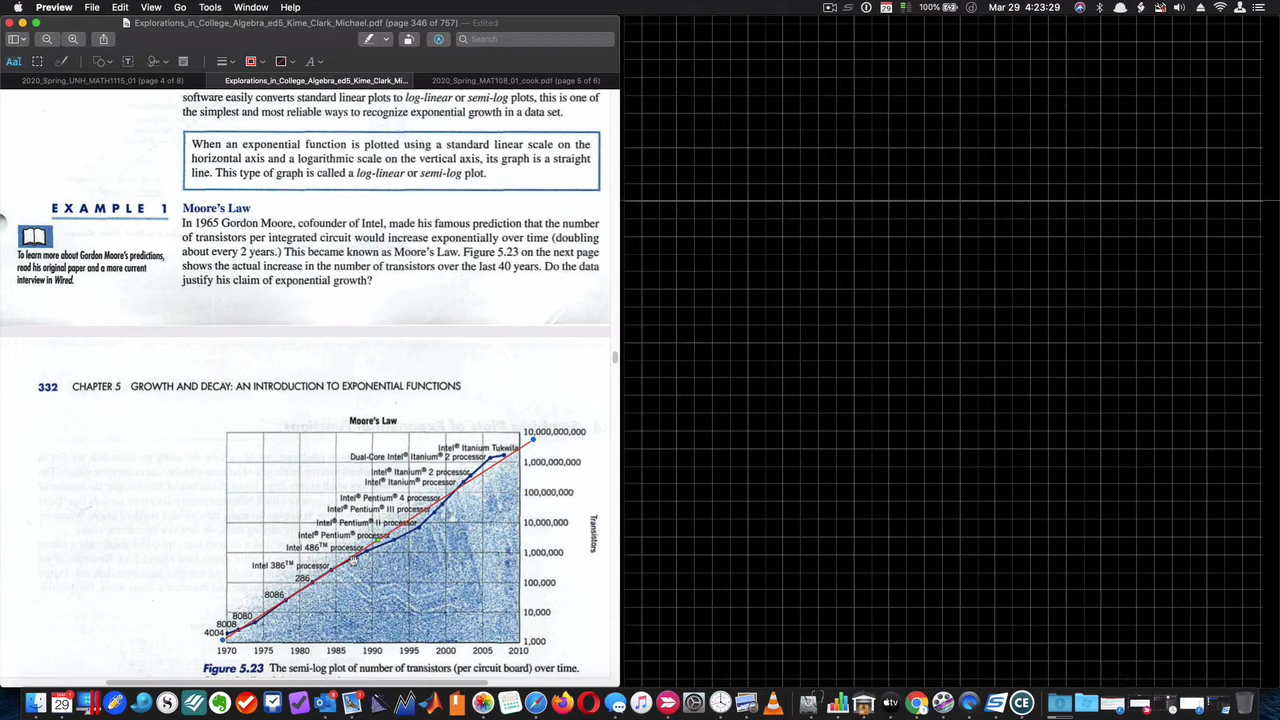 Preview File Edit View Go Tools Window Help
29 100% Mar 29 4:23:29
Explorations_in_College_Algebra_ed5_Kime_Clark_Michael.pdf (page 346 of 757) — Edited
Search
AaI A
2020_Spring_UNH_MATH1115_01 (page 4 of 8) Explorations_in_College_Algebra_ed5_Kime_Clark_Mi... 2020_Spring_MAT108_01_cook.pdf (page 5 of 6)
software easily converts standard linear plots to log-linear or semi-log plots, this is one of
the simplest and most reliable ways to recognize exponential growth in a data set.
When an exponential function is plotted using a standard linear scale on the
horizontal axis and a logarithmic scale on the vertical axis, its graph is a straight
line. This type of graph is called a log-linear or semi-log plot.
EXAMPLE 1 Moore's Law
In 1965 Gordon Moore, cofounder of Intel, made his famous prediction that the number
of transistors per integrated circuit would increase exponentially over time (doubling
about every 2 years.) This became known as Moore's Law. Figure 5.23 on the next page
shows the actual increase in the number of transistors over the last 40 years. Do the data
justify his claim of exponential growth?
To learn more about Gordon Moore's predictions,
read his original paper and a more current
interview in Wired.
332 CHAPTER 5 GROWTH AND DECAY: AN INTRODUCTION TO EXPONENTIAL FUNCTIONS
Moore's Law
10,000,000,000
Intel® Itanium Tukwila
Dual-Core Intel® Itanium® 2 processor
1,000,000,000
Intel® Itanium® 2 processor
Intel® Itanium® processor
100,000,000
Intel® Pentium® 4 processor
Intel® Pentium® III processor
10,000,000
Intel® Pentium® II processor
Intel® Pentium® processor
Intel 486™ processor
1,000,000
Intel 386™ processor
286
100,000
8086
10,000
8080
8008
4004
1,000
Transistors
1970 1975 1980 1985 1990 1995 2000 2005 2010
Figure 5.23 The semi-log plot of number of transistors (per circuit board) over time.